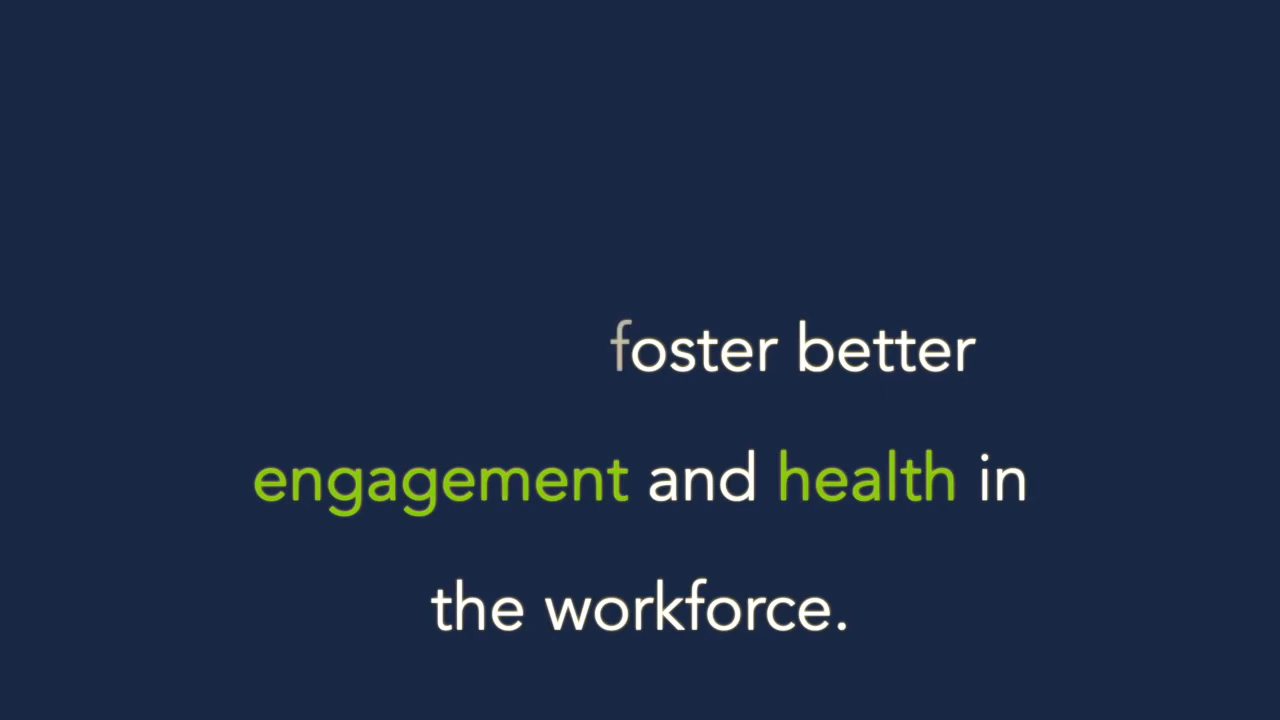 foster better
engagement and health in
the workforce.